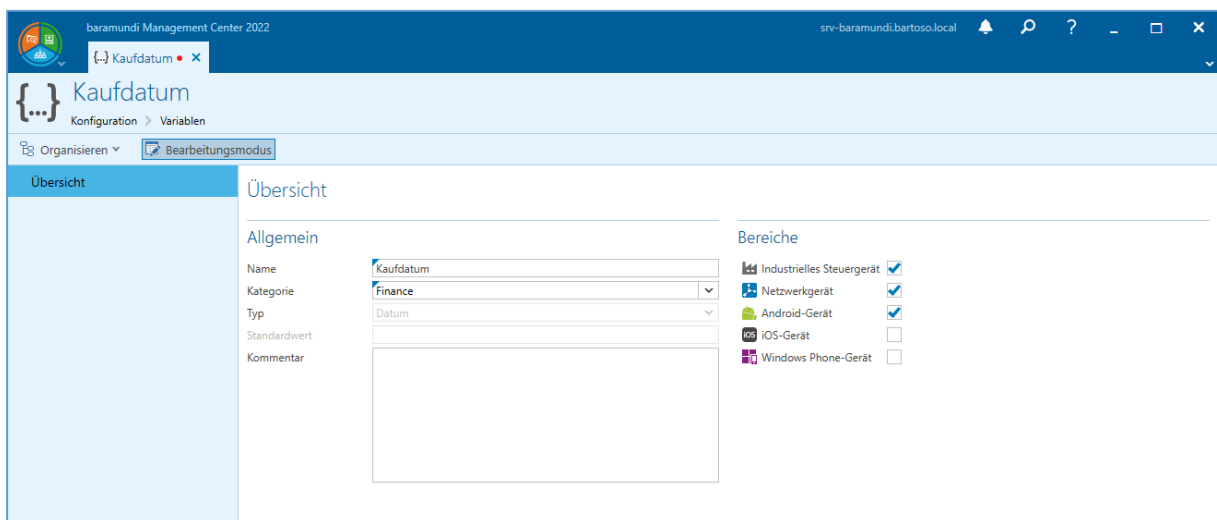 baramundi Management Center 2022 srv-baramundi.bartoso.local ?
{...} Kaufdatum
{...} Kaufdatum
Konfiguration > Variablen
Organisieren Bearbeitungsmodus
Übersicht
Übersicht
Allgemein
Name Kaufdatum
Kategorie Finance
Typ Datum
Standardwert
Kommentar
Bereiche
Industrielles Steuergerät
Netzwerkgerät
Android-Gerät
iOS iOS-Gerät
Windows Phone-Gerät